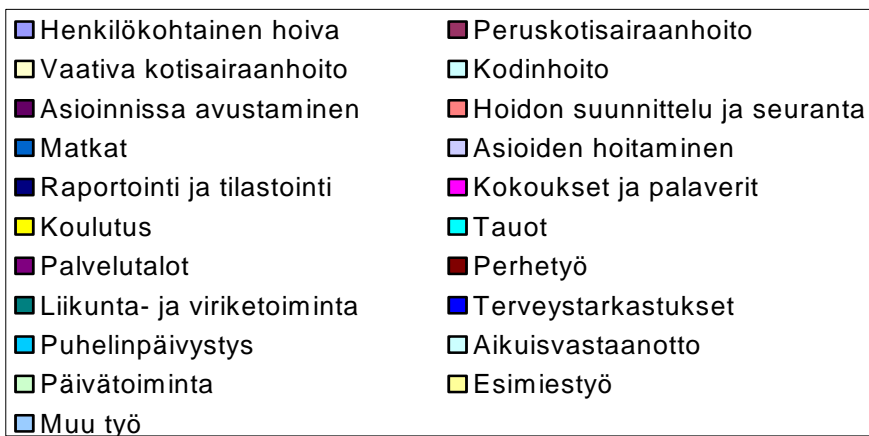 Henkilökohtainen hoiva Peruskotisairaanhoito
Vaativa kotisairaanhoito Kodinhoito
Asioinnissa avustaminen Hoidon suunnittelu ja seuranta
Matkat Asioiden hoitaminen
Raportointi ja tilastointi Kokoukset ja palaverit
Koulutus Tauot
Palvelutalot Perhetyö
Liikunta- ja viriketoiminta Terveystarkastukset
Puhelinpäivystys Aikuisvastaanotto
Päivätoiminta Esimiestyö
Muu työ